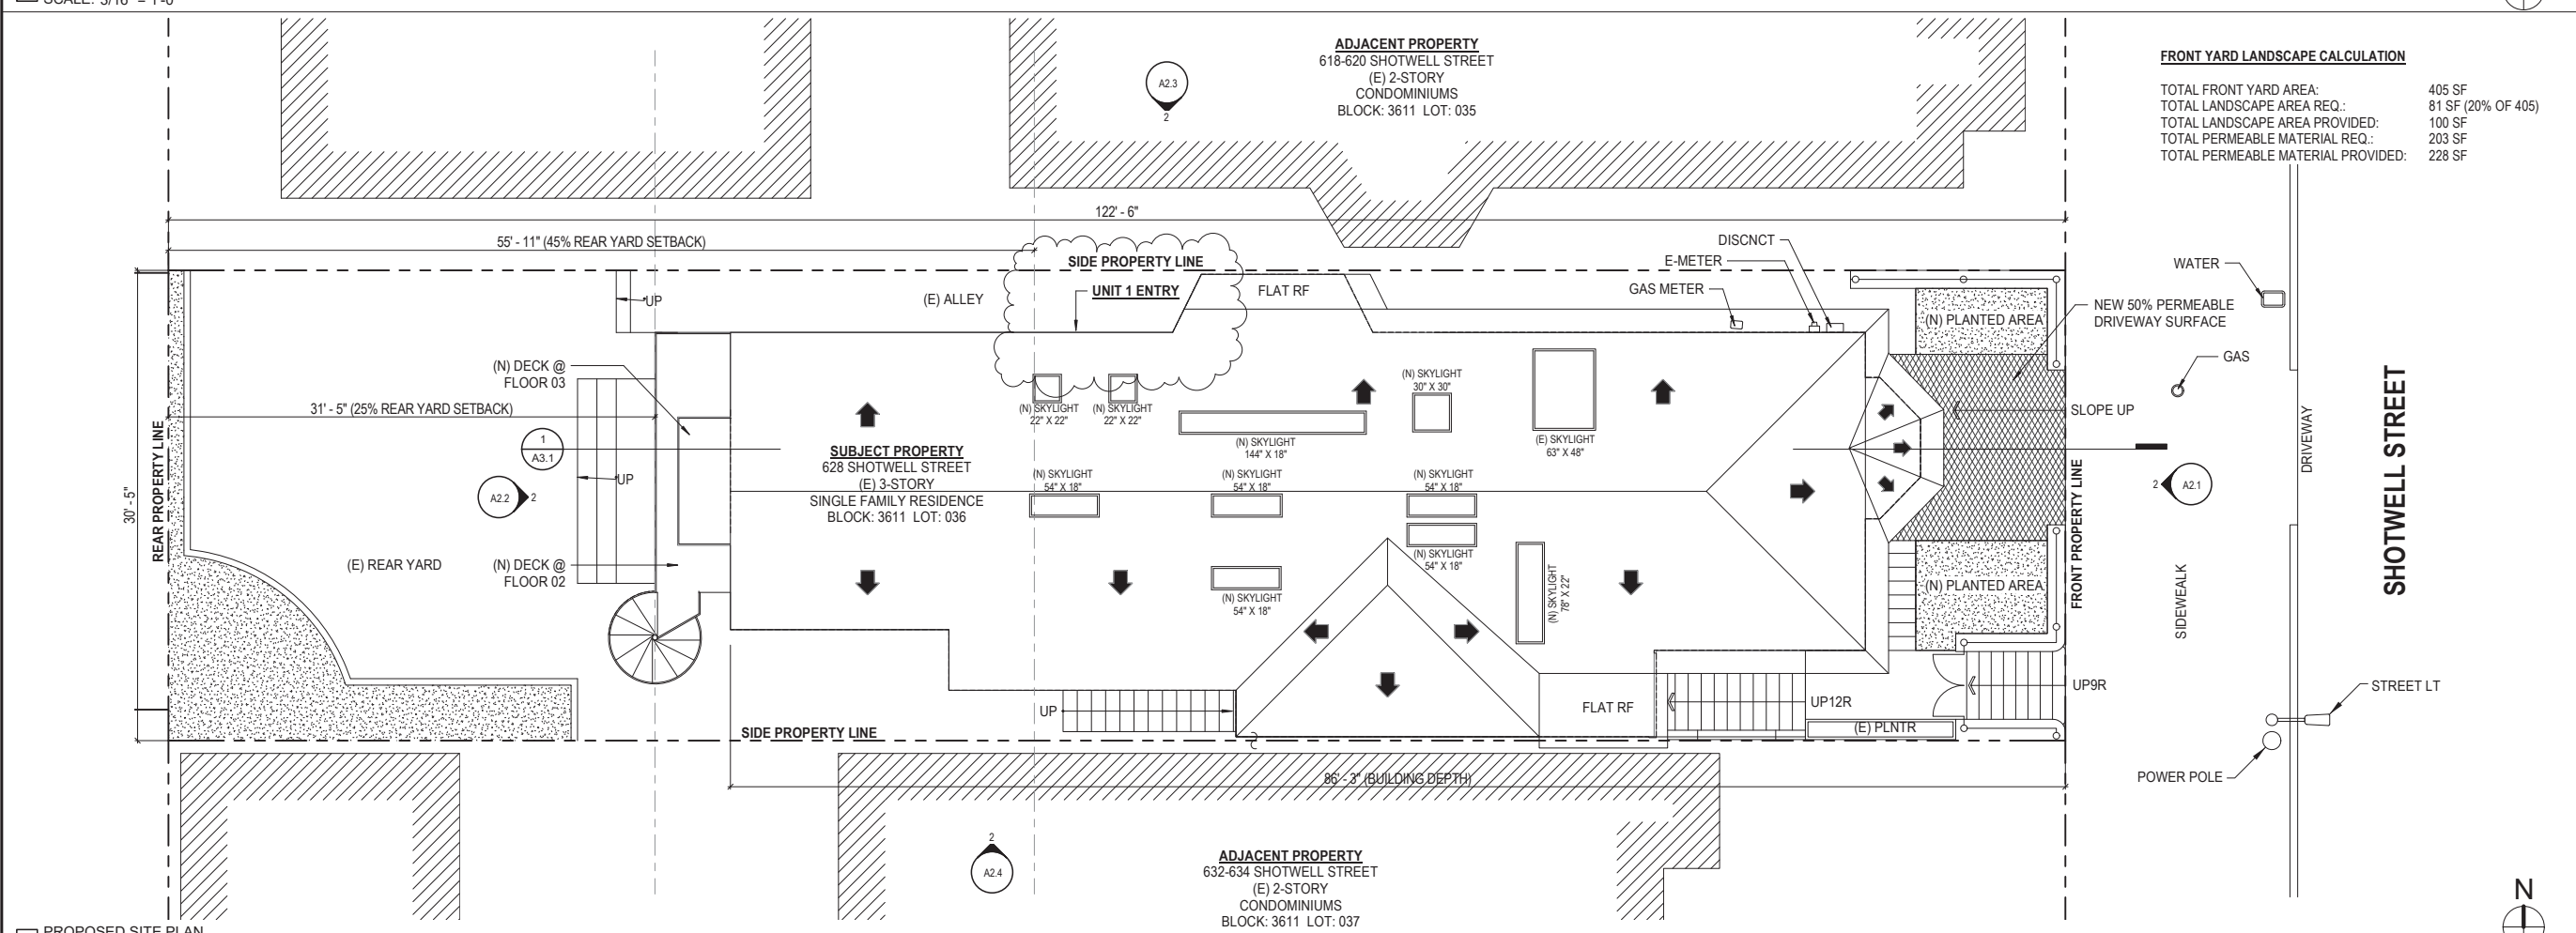 SCALE: 3/16" = 1'-0"
ADJACENT PROPERTY
618-620 SHOTWELL STREET
(E) 2-STORY
CONDOMINIUMS
BLOCK: 3611 LOT: 035
A2.3
2
FRONT YARD LANDSCAPE CALCULATION
TOTAL FRONT YARD AREA: 405 SF
TOTAL LANDSCAPE AREA REQ.: 81 SF (20% OF 405)
TOTAL LANDSCAPE AREA PROVIDED: 100 SF
TOTAL PERMEABLE MATERIAL REQ.: 203 SF
TOTAL PERMEABLE MATERIAL PROVIDED: 228 SF
122' - 6"
55' - 11" (45% REAR YARD SETBACK)
SIDE PROPERTY LINE
DISCNCT
E-METER
GAS METER
WATER
UP
(E) ALLEY
UNIT 1 ENTRY
FLAT RF
(N) PLANTED AREA
NEW 50% PERMEABLE
DRIVEWAY SURFACE
GAS
(N) DECK @
FLOOR 03
31' - 5" (25% REAR YARD SETBACK)
(N) SKYLIGHT
22" X 22"
(N) SKYLIGHT
22" X 22"
(N) SKYLIGHT
144" X 18"
(N) SKYLIGHT
30" X 30"
(E) SKYLIGHT
63" X 48"
SLOPE UP
DRIVEWAY
SHOTWELL STREET
1
A3.1
A2.2
2
UP
SUBJECT PROPERTY
628 SHOTWELL STREET
(E) 3-STORY
SINGLE FAMILY RESIDENCE
BLOCK: 3611 LOT: 036
(N) SKYLIGHT
54" X 18"
(N) SKYLIGHT
54" X 18"
(N) SKYLIGHT
54" X 18"
(N) SKYLIGHT
54" X 18"
(N) SKYLIGHT
54" X 18"
(N) SKYLIGHT
78" X 22"
2
A2.1
30' - 5"
REAR PROPERTY LINE
FRONT PROPERTY LINE
(E) REAR YARD
(N) DECK @
FLOOR 02
(N) PLANTED AREA
SIDEWEALK
UP
FLAT RF
UP12R
UP9R
STREET LT
SIDE PROPERTY LINE
(E) PLNTR
86' - 3" (BUILDING DEPTH)
POWER POLE
2
A2.4
ADJACENT PROPERTY
632-634 SHOTWELL STREET
(E) 2-STORY
CONDOMINIUMS
BLOCK: 3611 LOT: 037
N
PROPOSED SITE PLAN